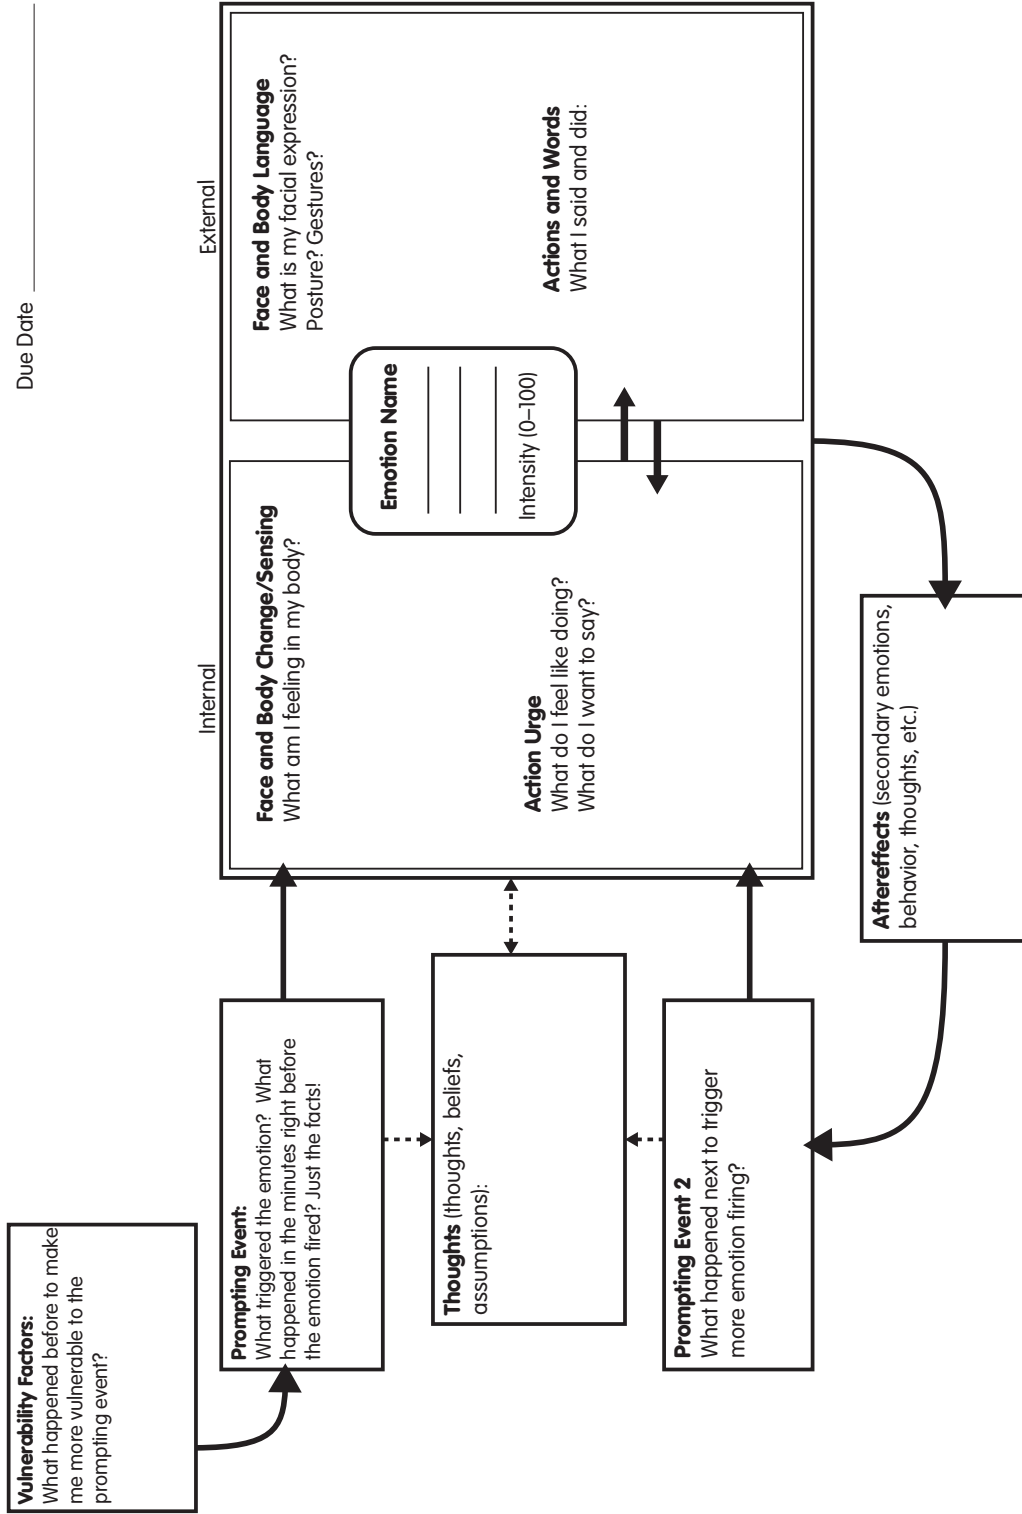 Due Date
Vulnerability Factors:
What happened before to make
me more vulnerable to the
prompting event?
Prompting Event:
What triggered the emotion? What
happened in the minutes right before
the emotion fired? Just the facts!
Thoughts (thoughts, beliefs,
assumptions):
Prompting Event 2
What happened next to trigger
more emotion firing?
Internal
Face and Body Change/Sensing
What am I feeling in my body?
Action Urge
What do I feel like doing?
What do I want to say?
Emotion Name
Intensity (0–100)
External
Face and Body Language
What is my facial expression?
Posture? Gestures?
Actions and Words
What I said and did:
Aftereffects (secondary emotions,
behavior, thoughts, etc.)